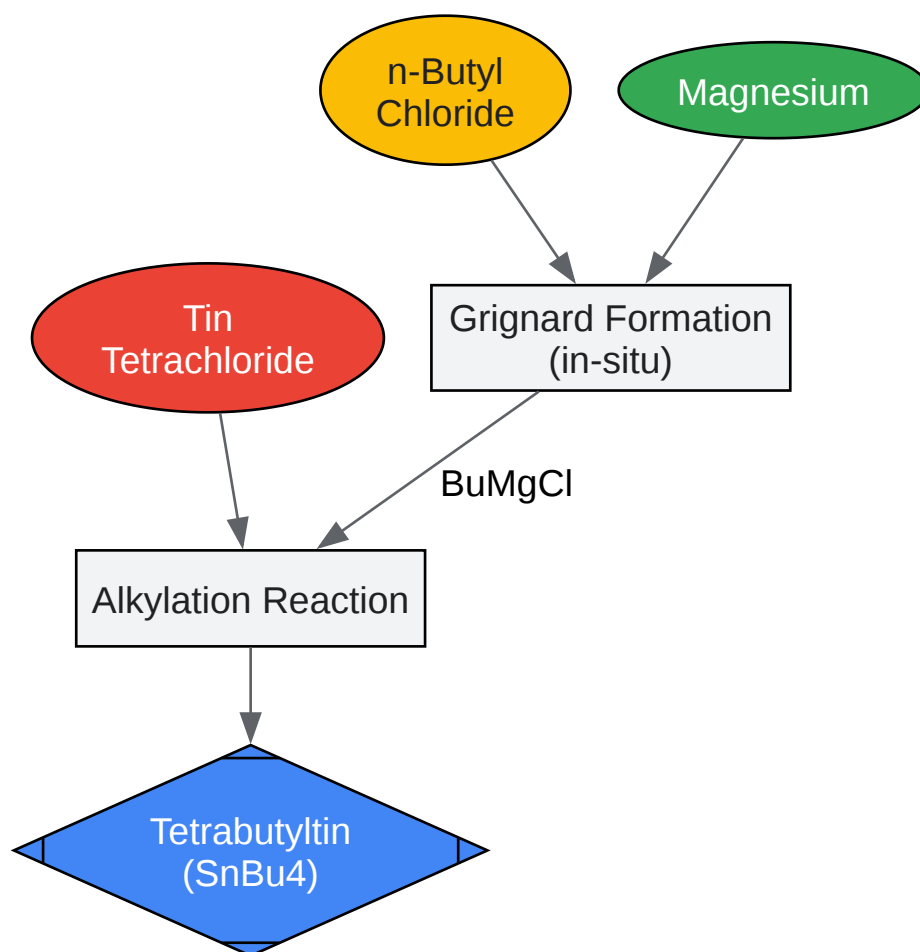 n-Butyl
Chloride
Magnesium
Tin
Tetrachloride
Grignard Formation
(in-situ)
BuMgCl
Alkylation Reaction
Tetrabutyltin
(SnBu4)